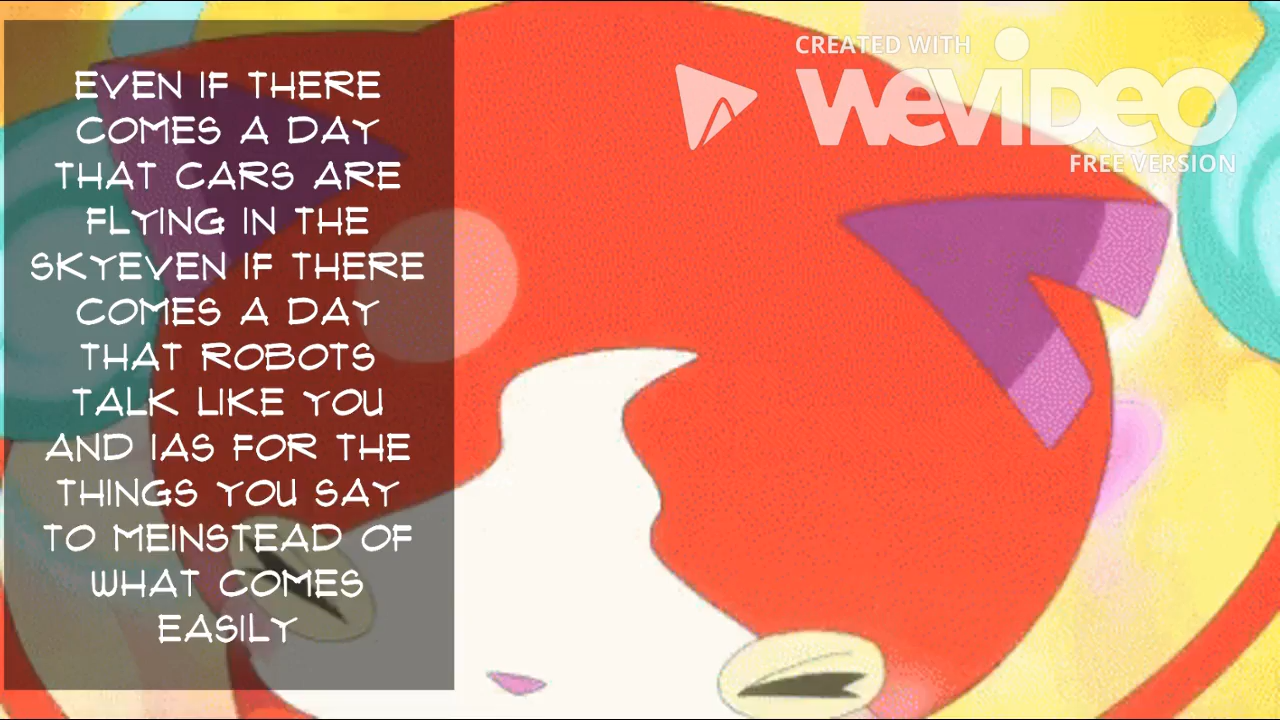 EVEN IF THERE
COMES A DAY
THAT CARS ARE
FLYING IN THE
SKYEVEN IF THERE
COMES A DAY
THAT ROBOTS
TALK LIKE YOU
AND IAS FOR THE
THINGS YOU SAY
TO MEINSTEAD OF
WHAT COMES
EASILY
CREATED WITH
WeVideo
FREE VERSION